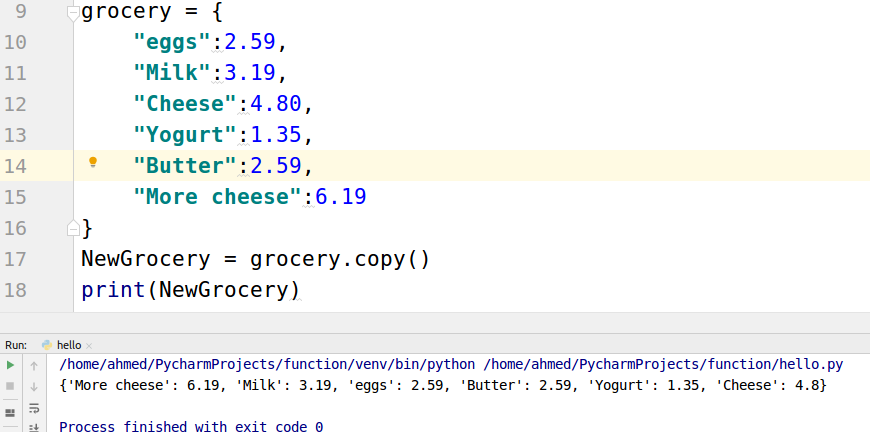 9 grocery = {
10 "eggs":2.59,
11 "Milk":3.19,
12 "Cheese":4.80,
13 "Yogurt":1.35,
14 "Butter":2.59,
15 "More cheese":6.19
16 }
17 NewGrocery = grocery.copy()
18 print(NewGrocery)
Run: hello ×
/home/ahmed/PycharmProjects/function/venv/bin/python /home/ahmed/PycharmProjects/function/hello.py
{'More cheese': 6.19, 'Milk': 3.19, 'eggs': 2.59, 'Butter': 2.59, 'Yogurt': 1.35, 'Cheese': 4.8}
Process finished with exit code 0